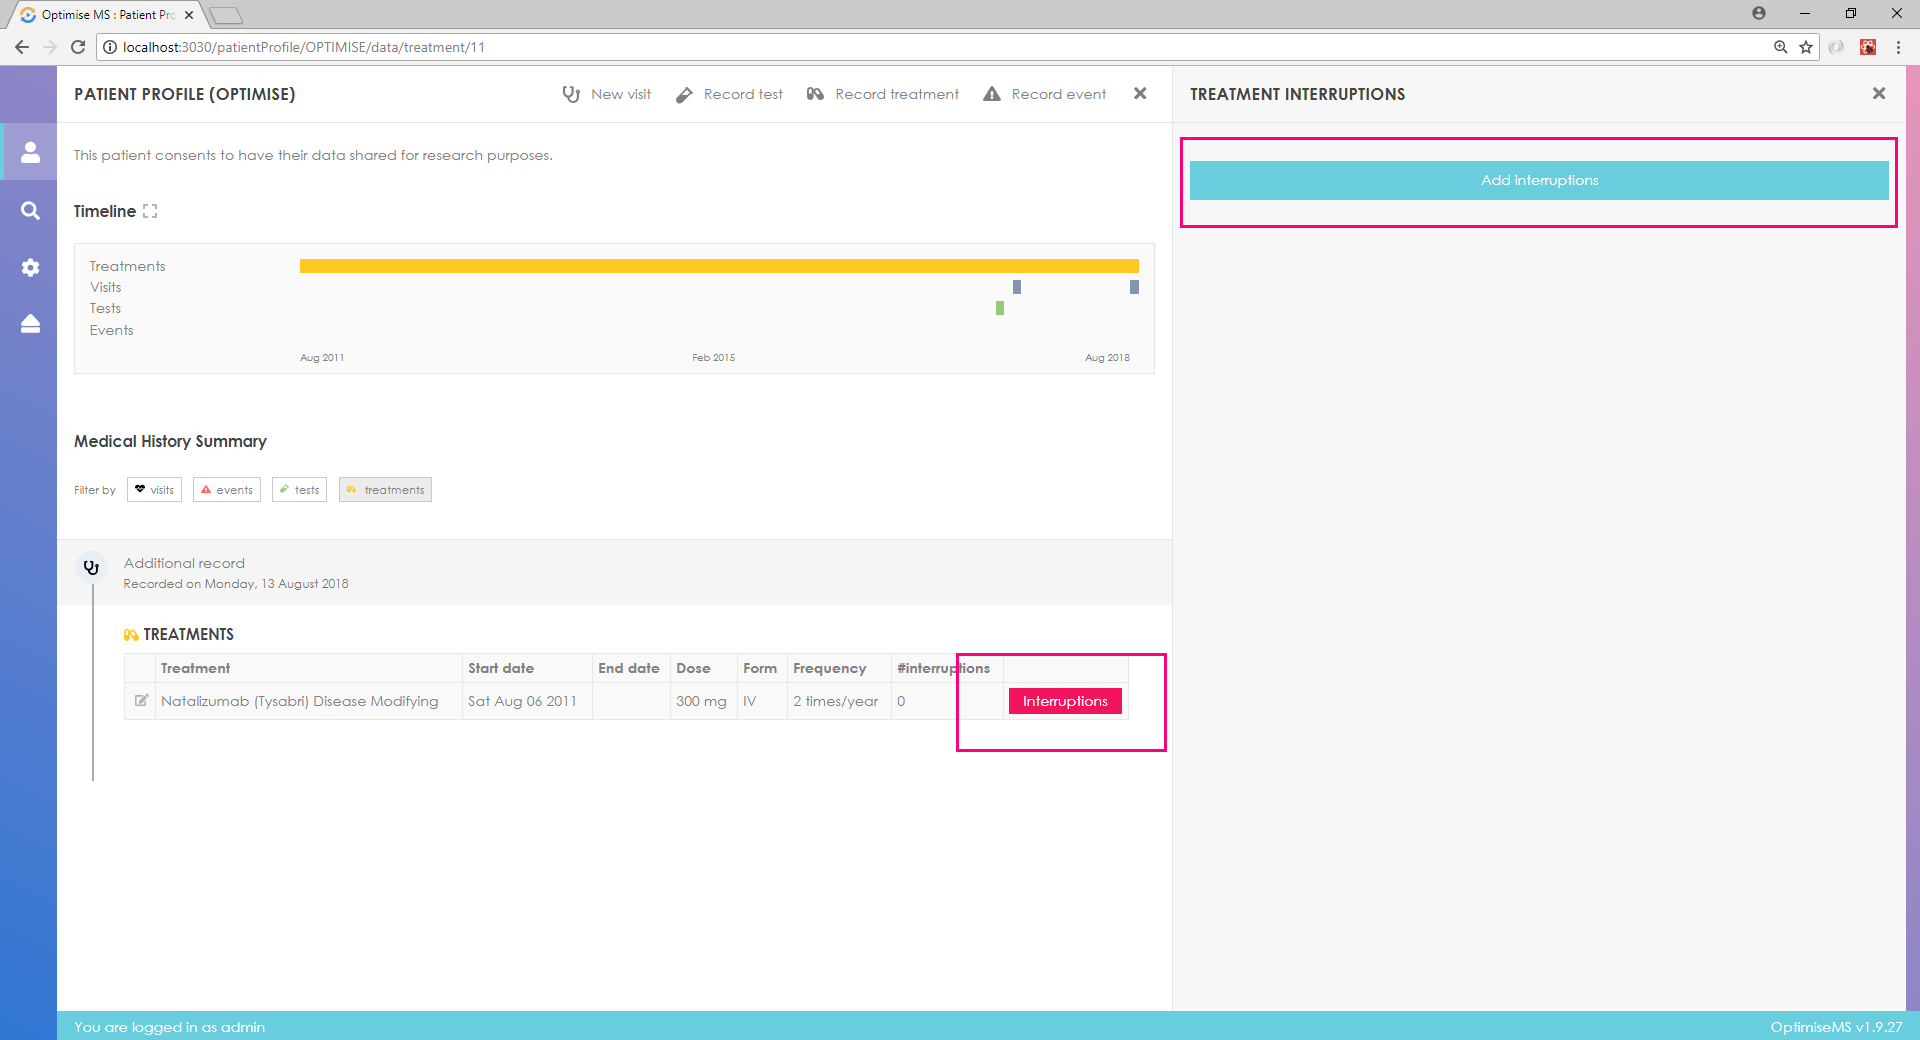 Optimise MS : Patient Pro
localhost:3030/patientProfile/OPTIMISE/data/treatment/11
PATIENT PROFILE (OPTIMISE)
New visit
Record test
Record treatment
Record event
TREATMENT INTERRUPTIONS
This patient consents to have their data shared for research purposes.
Add interruptions
Timeline
Treatments
Visits
Tests
Events
Aug 2011
Feb 2015
Aug 2018
Medical History Summary
Filter by
visits
events
tests
treatments
Additional record
Recorded on Monday, 13 August 2018
TREATMENTS
Treatment Start date End date Dose Form Frequency #interruptions
Natalizumab (Tysabri) Disease Modifying Sat Aug 06 2011 300 mg IV 2 times/year 0 Interruptions
You are logged in as admin
OptimiseMS v1.9.27